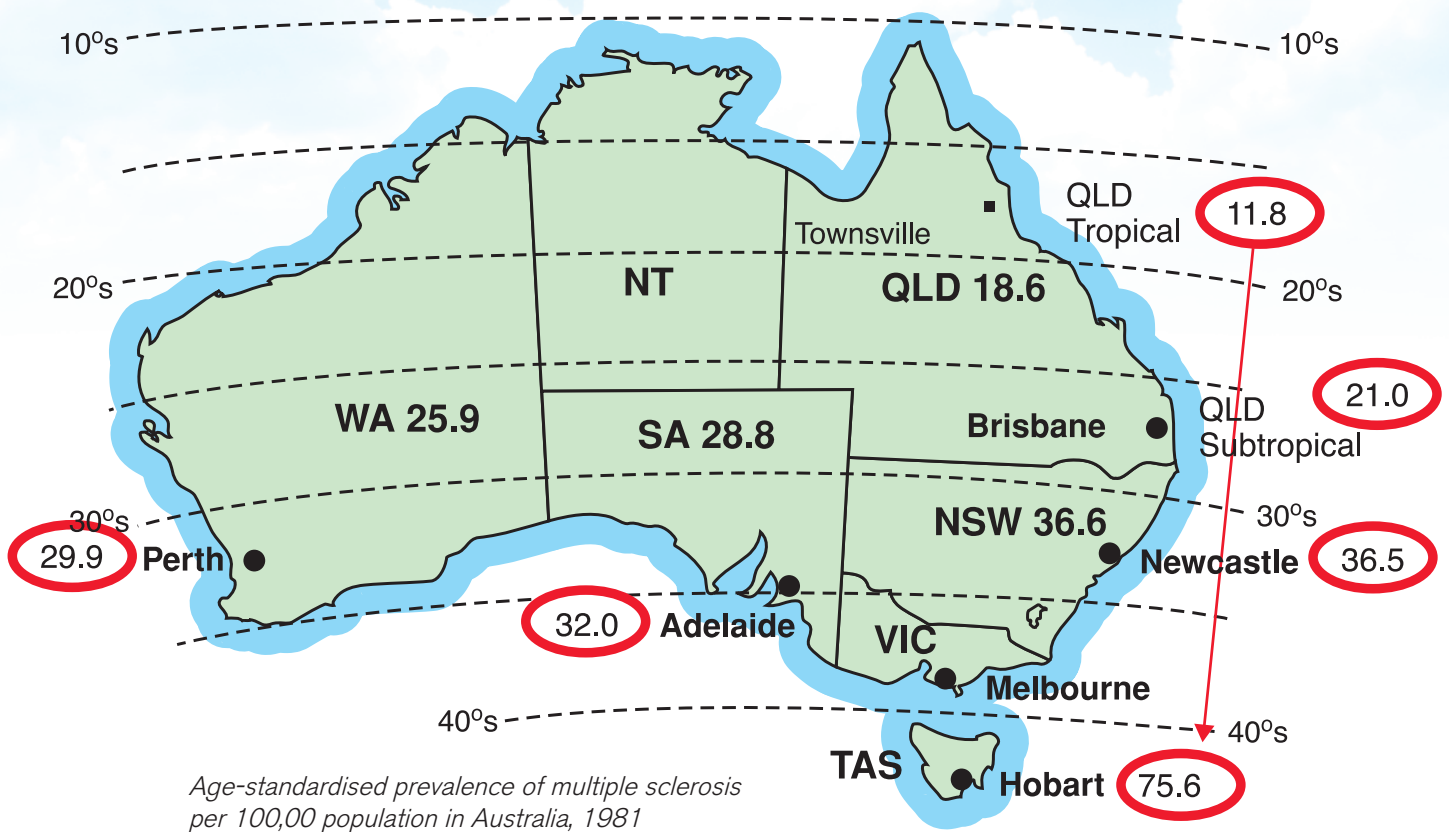 10°s
10°s
QLD
Tropical
11.8
Townsville
20°s
NT
QLD 18.6
20°s
21.0
WA 25.9
SA 28.8
Brisbane
QLD
Subtropical
30°s
NSW 36.6
30°s
29.9
Perth
Newcastle
36.5
32.0
Adelaide
VIC
Melbourne
40°s
40°s
TAS
Hobart
75.6
Age-standardised prevalence of multiple sclerosis
per 100,00 population in Australia, 1981